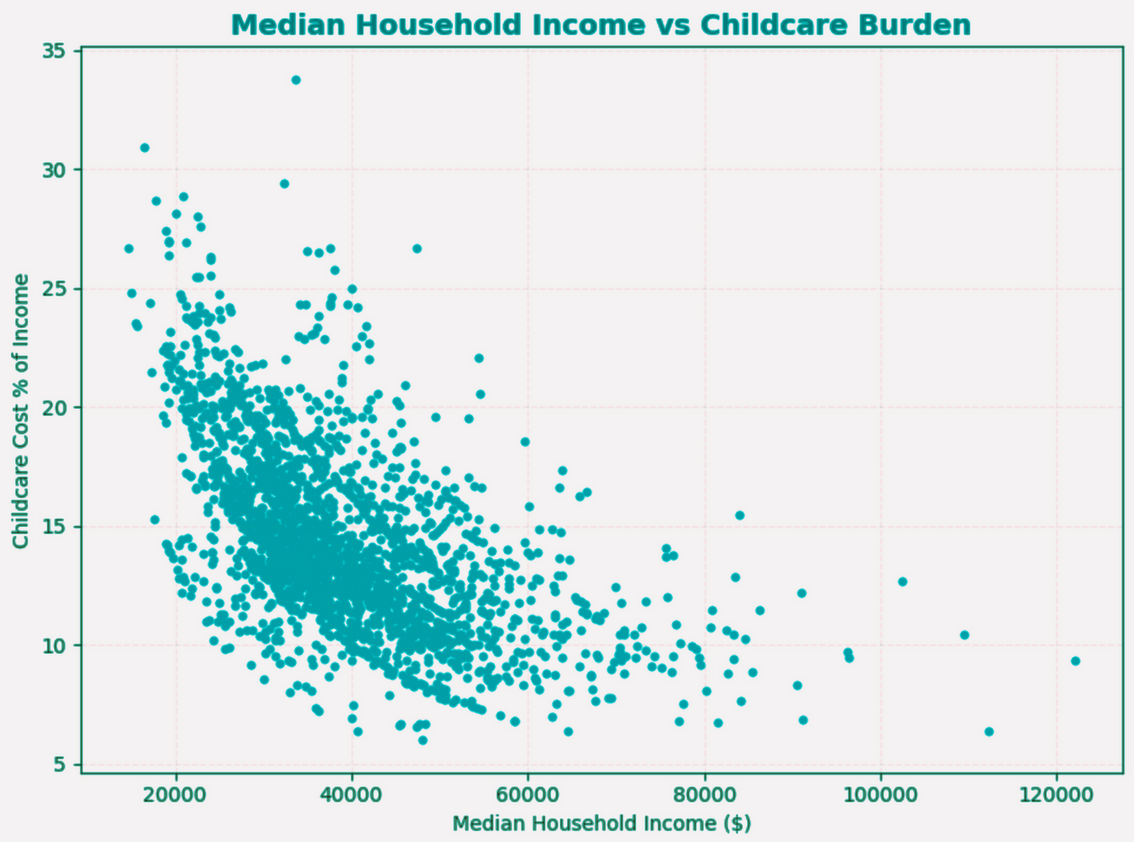 Median Household Income vs Childcare Burden
Childcare Cost % of Income
35
30
25
20
15
10
5
20000 40000 60000 80000 100000 120000
Median Household Income ($)